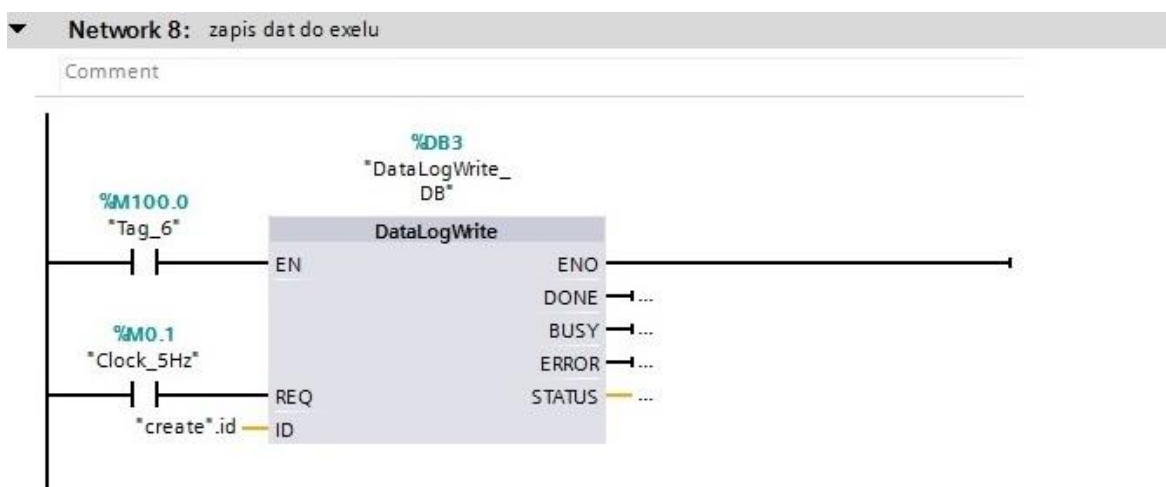 Network 8: zapis dat do exelu
Comment
%DB3
"DataLogWrite_
DB"
%M100.0
"Tag_6"
DataLogWrite
EN
ENO
DONE
...
%M0.1
BUSY
...
"Clock_5Hz"
ERROR
...
REQ
STATUS
...
"create".id
ID